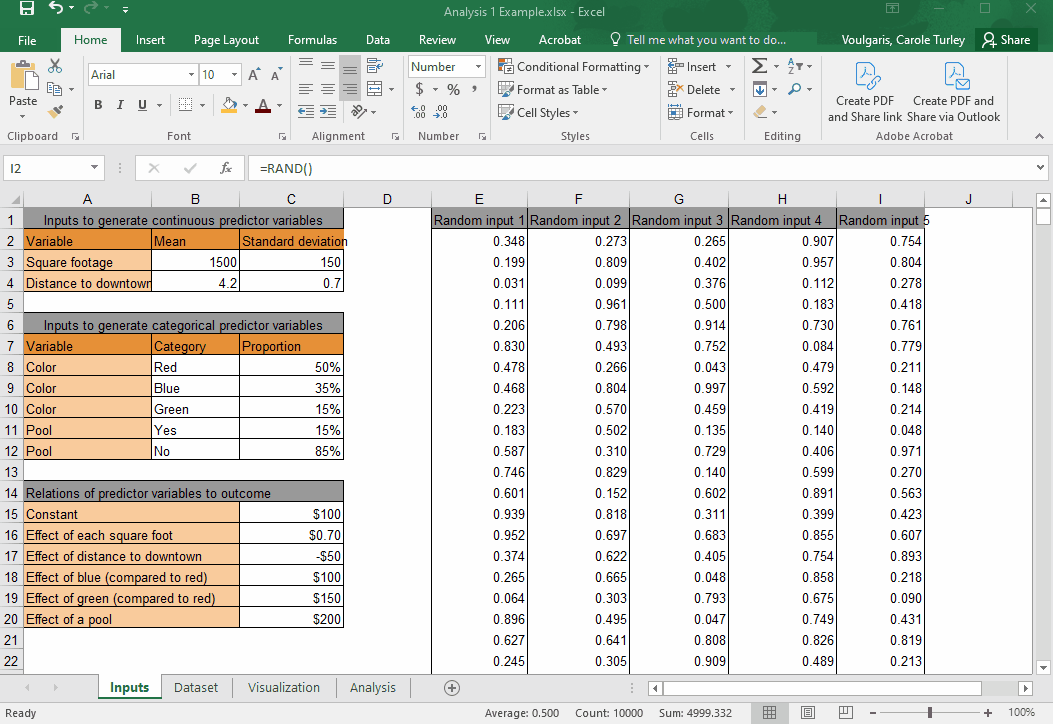 Analysis 1 Example.xlsx - Excel
File Home Insert Page Layout Formulas Data Review View Acrobat Tell me what you want to do... Voulgaris, Carole Turley Share
Paste
Clipboard
Arial 10
A A
B I U A
Font
Alignment
Number
$ % ,
Number
Conditional Formatting
Format as Table
Cell Styles
Styles
Insert
Delete
Format
Cells
Editing
Create PDF and Share link
Create PDF and Share via Outlook
Adobe Acrobat
I2 fx =RAND()
A B C D E F G H I J
1 Inputs to generate continuous predictor variables Random input 1 Random input 2 Random input 3 Random input 4 Random input 5
2 Variable Mean Standard deviation 0.348 0.273 0.265 0.907 0.754
3 Square footage 1500 150 0.199 0.809 0.402 0.957 0.804
4 Distance to downtown 4.2 0.7 0.031 0.099 0.376 0.112 0.278
5 0.111 0.961 0.500 0.183 0.418
6 Inputs to generate categorical predictor variables 0.206 0.798 0.914 0.730 0.761
7 Variable Category Proportion 0.830 0.493 0.752 0.084 0.779
8 Color Red 50% 0.478 0.266 0.043 0.479 0.211
9 Color Blue 35% 0.468 0.804 0.997 0.592 0.148
10 Color Green 15% 0.223 0.570 0.459 0.419 0.214
11 Pool Yes 15% 0.183 0.502 0.135 0.140 0.048
12 Pool No 85% 0.587 0.310 0.729 0.406 0.971
13 0.746 0.829 0.140 0.599 0.270
14 Relations of predictor variables to outcome 0.601 0.152 0.602 0.891 0.563
15 Constant $100 0.939 0.818 0.311 0.399 0.423
16 Effect of each square foot $0.70 0.952 0.697 0.683 0.855 0.607
17 Effect of distance to downtown -$50 0.374 0.622 0.405 0.754 0.893
18 Effect of blue (compared to red) $100 0.265 0.665 0.048 0.858 0.218
19 Effect of green (compared to red) $150 0.064 0.303 0.793 0.675 0.090
20 Effect of a pool $200 0.896 0.495 0.047 0.749 0.431
21 0.627 0.641 0.808 0.826 0.819
22 0.245 0.305 0.909 0.489 0.213
Inputs Dataset Visualization Analysis
Ready Average: 0.500 Count: 10000 Sum: 4999.332 100%